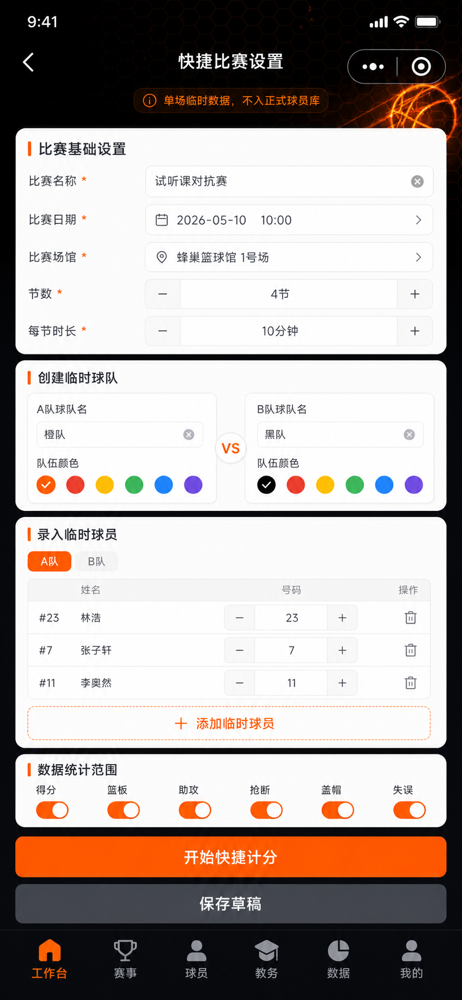 9:41
快捷比赛设置
单场临时数据，不入正式球员库
比赛基础设置
比赛名称 * 试听课对抗赛
比赛日期 * 2026-05-10 10:00
比赛场馆 * 蜂巢篮球馆 1号场
节数 * − 4节 +
每节时长 * − 10分钟 +
创建临时球队
A队球队名 B队球队名
橙队 黑队
VS
队伍颜色 队伍颜色
录入临时球员
A队 B队
姓名 号码 操作
#23 林浩 − 23 +
#7 张子轩 − 7 +
#11 李奥然 − 11 +
+ 添加临时球员
数据统计范围
得分 篮板 助攻 抢断 盖帽 失误
开始快捷计分
保存草稿
工作台 赛事 球员 教务 数据 我的